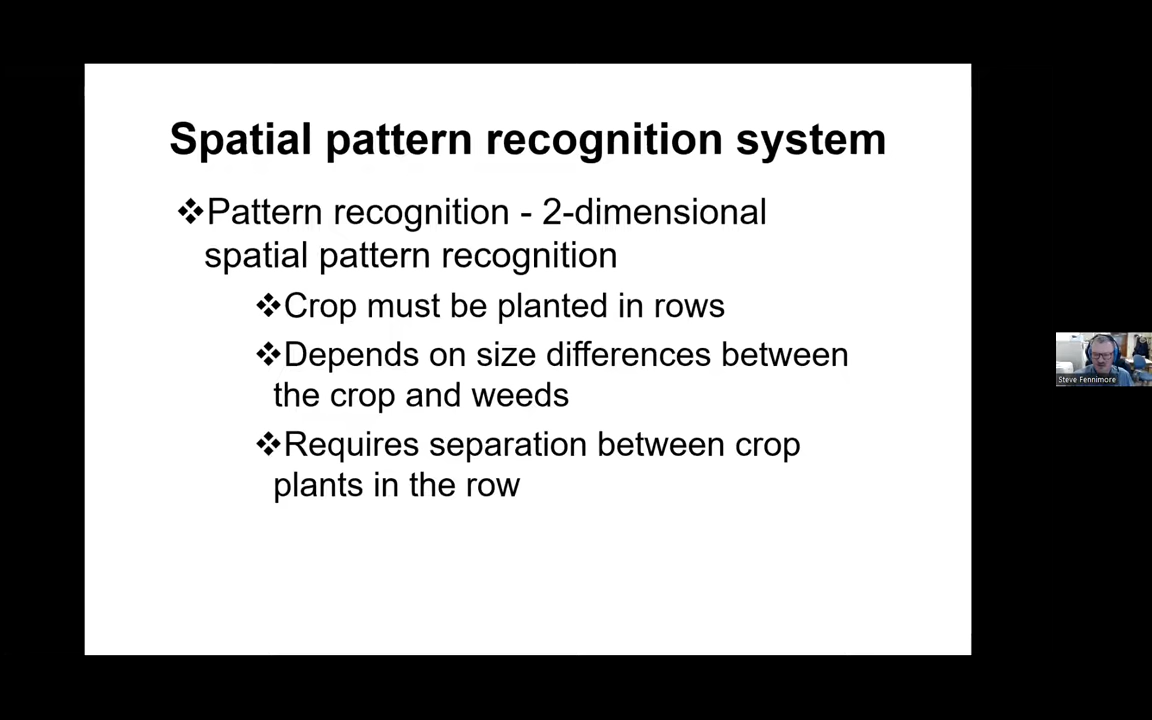 Spatial pattern recognition system
❖Pattern recognition - 2-dimensional
spatial pattern recognition
❖Crop must be planted in rows
❖Depends on size differences between
the crop and weeds
❖Requires separation between crop
plants in the row
Steve Fennimore